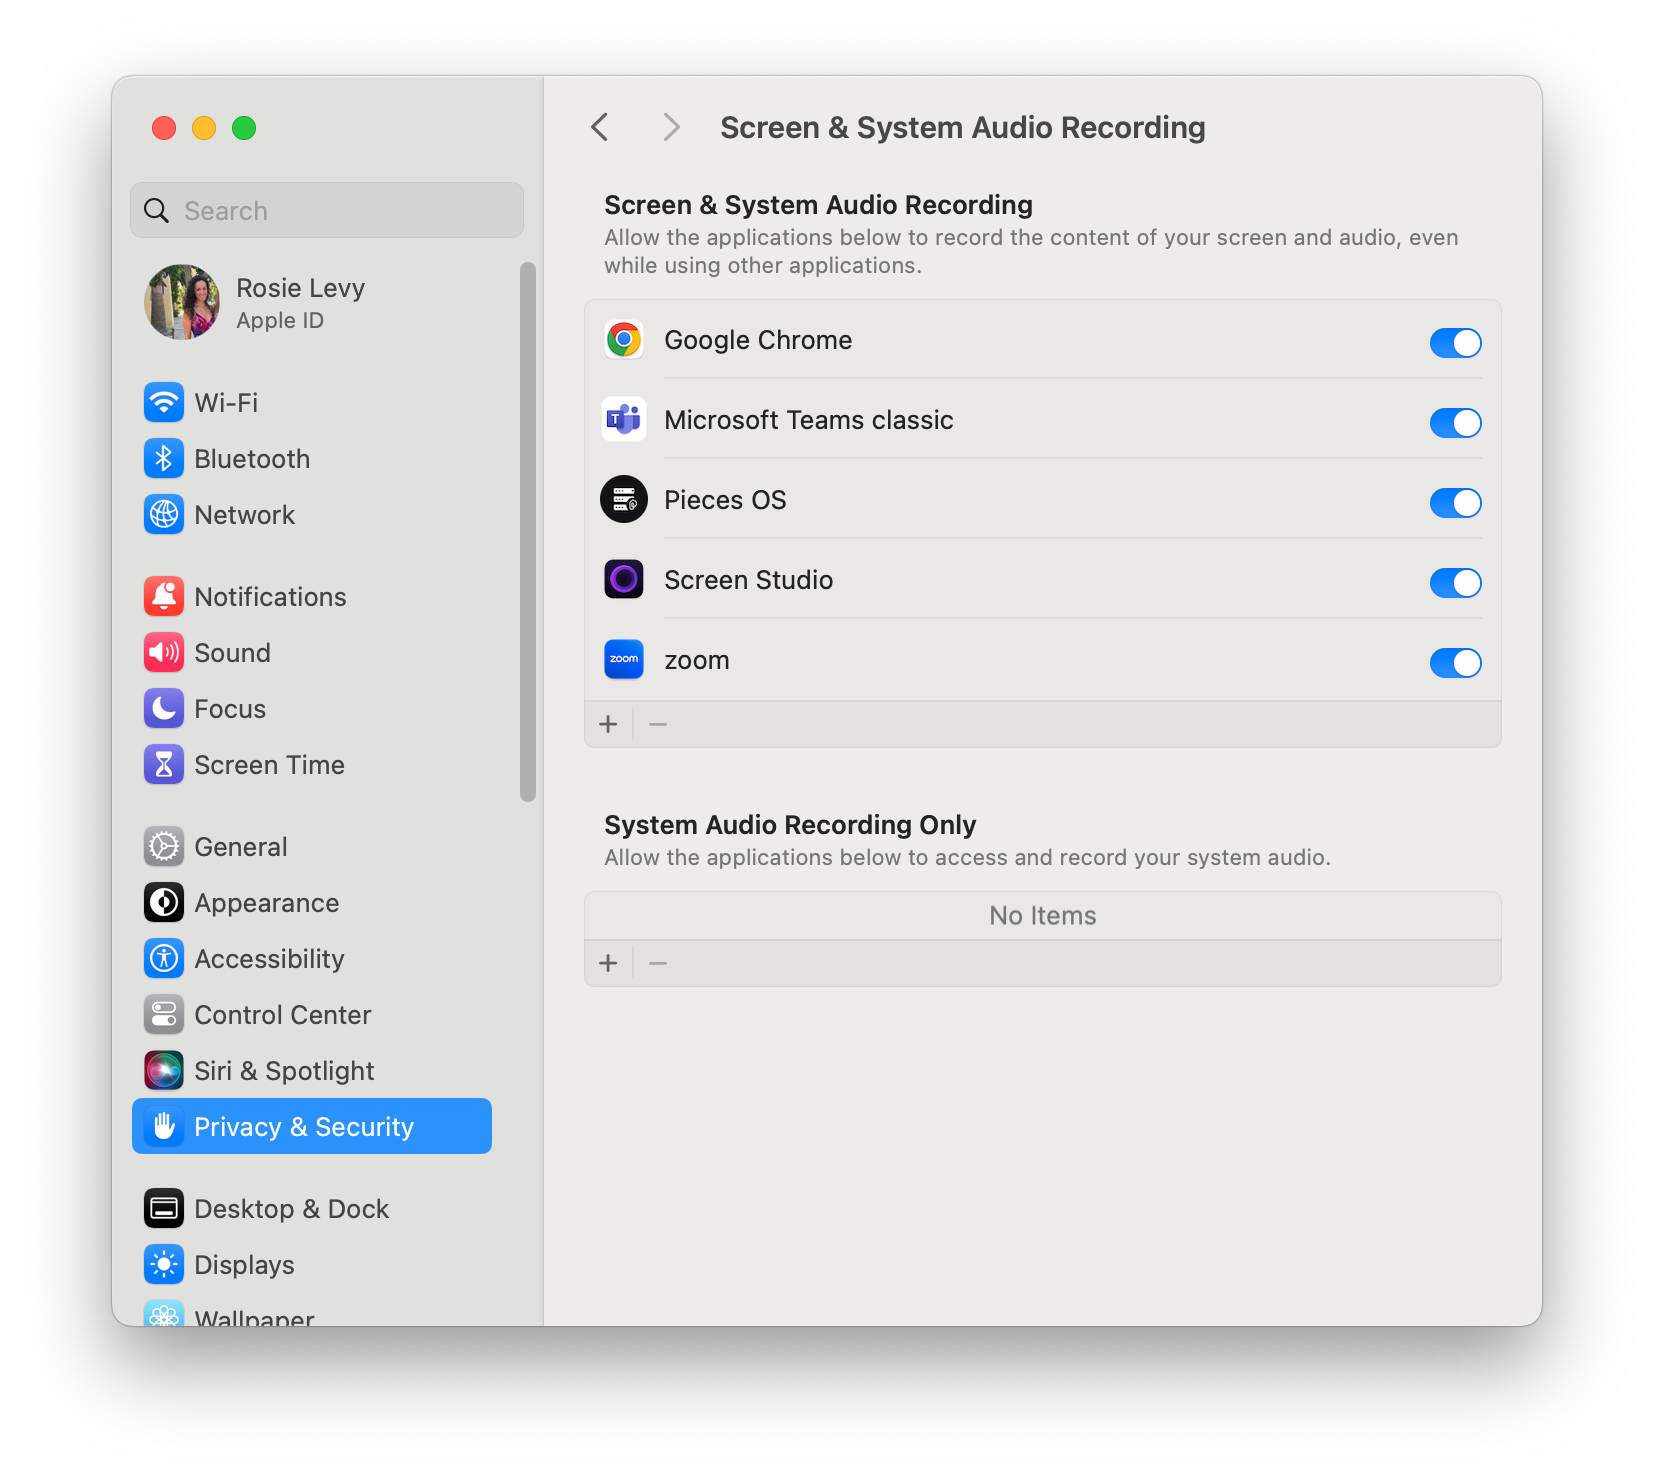 Search
Rosie Levy
Apple ID
Wi-Fi
Bluetooth
Network
Notifications
Sound
Focus
Screen Time
General
Appearance
Accessibility
Control Center
Siri & Spotlight
Privacy & Security
Desktop & Dock
Displays
Wallpaper
Screen & System Audio Recording
Screen & System Audio Recording
Allow the applications below to record the content of your screen and audio, even
while using other applications.
Google Chrome
T
Microsoft Teams classic
Pieces OS
Screen Studio
zoom
zoom
System Audio Recording Only
Allow the applications below to access and record your system audio.
No Items